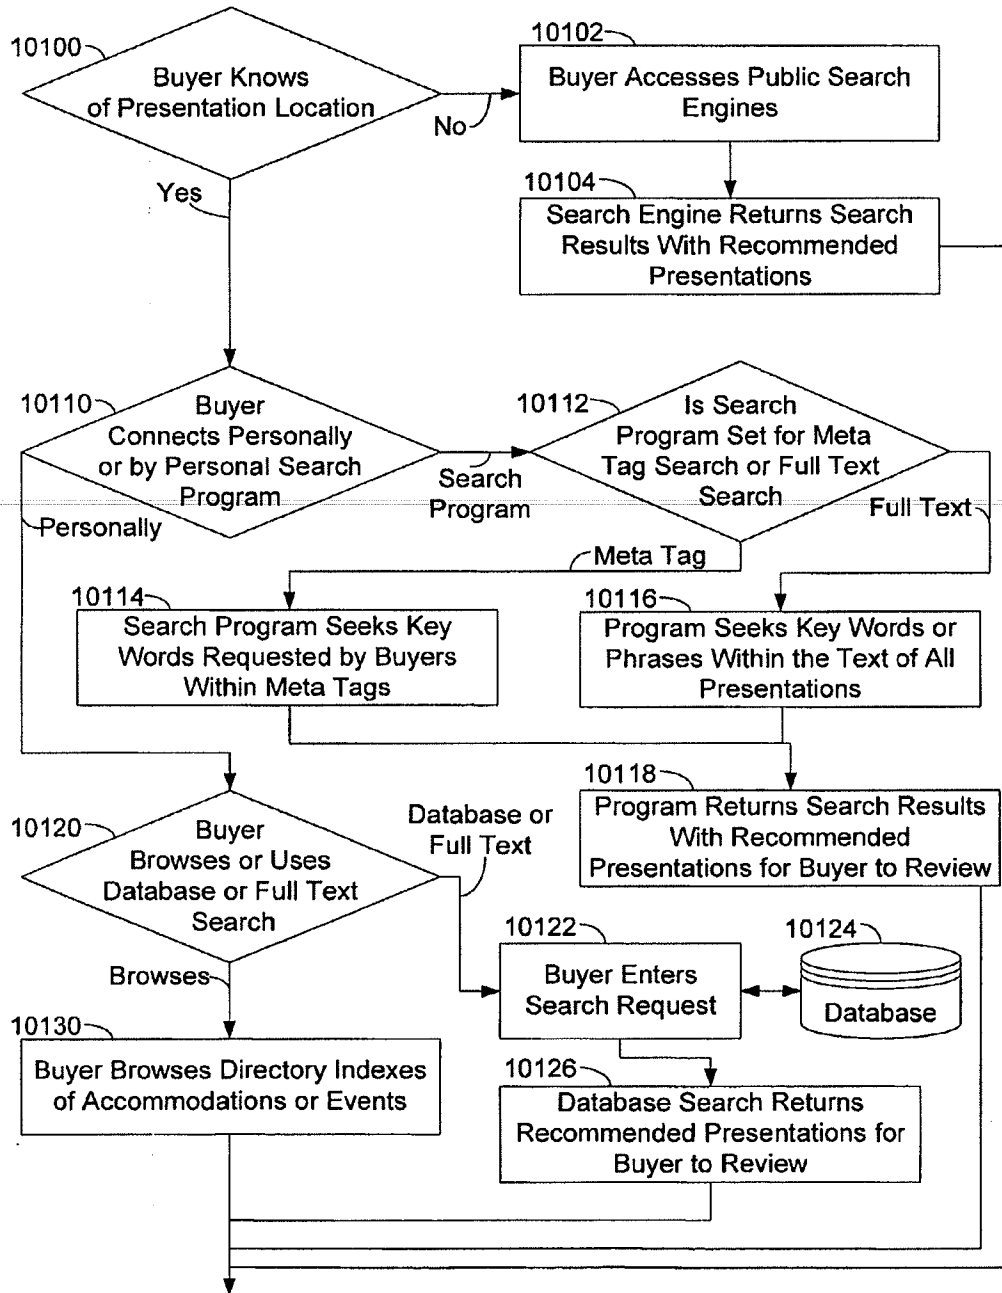 10100
Buyer Knows
of Presentation Location
No
10102
Buyer Accesses Public Search
Engines
Yes
10104
Search Engine Returns Search
Results With Recommended
Presentations
10110
Buyer
Connects Personally
or by Personal Search
Program
Search
Program
10112
Is Search
Program Set for Meta
Tag Search or Full Text
Search
Full Text
Personally
Meta Tag
10114
Search Program Seeks Key
Words Requested by Buyers
Within Meta Tags
10116
Program Seeks Key Words or
Phrases Within the Text of All
Presentations
10118
Program Returns Search Results
With Recommended
Presentations for Buyer to Review
10120
Buyer
Browses or Uses
Database or Full Text
Search
Database or
Full Text
Browses
10122
Buyer Enters
Search Request
10124
Database
10130
Buyer Browses Directory Indexes
of Accommodations or Events
10126
Database Search Returns
Recommended Presentations for
Buyer to Review